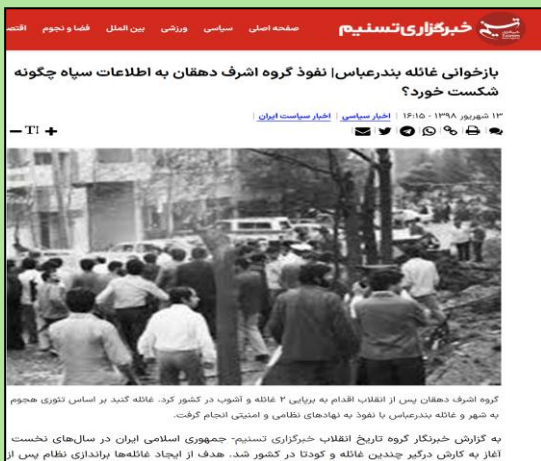 خبرگزاری تسنیم
صفحه اصلی سیاسی ورزشی بین الملل فضا و نجوم
بازخوانی غائله بندرعباس| نفوذ گروه اشرف دهقان به اطلاعات سپاه چگونه
شکست خورد؟
۱۳ شهریور ۱۳۹۸ - ۱۶:۱۵ | اخبار سیاسی | اخبار سیاست ایران
TI
گروه اشرف دهقان پس از انقلاب اقدام به برپایی ۲ غائله و آشوب در کشور کرد. غائله گنبد بر اساس تئوری هجوم
به شهر و غائله بندرعباس با نفوذ به نهادهای نظامی و امنیتی انجام گرفت.
به گزارش خبرنگار گروه تاریخ انقلاب خبرگزاری تسنیم- جمهوری اسلامی ایران در سال‌های نخست
آغاز به کارش درگیر چندین غائله و کودتا در کشور شد. هدف از ایجاد غائله‌ها براندازی نظام پس از